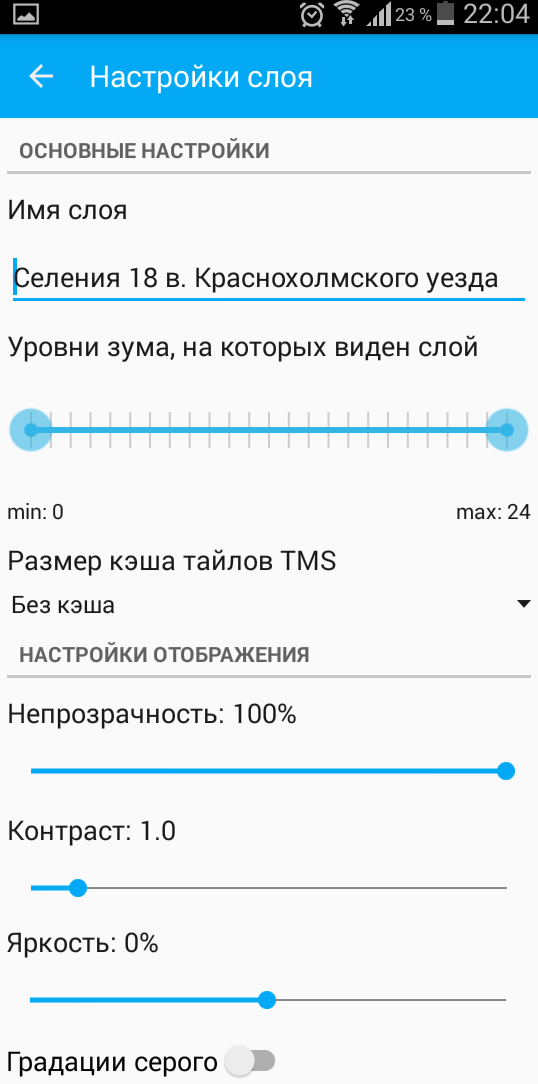 23 % 22:04
Настройки слоя
ОСНОВНЫЕ НАСТРОЙКИ
Имя слоя
Селения 18 в. Краснохолмского уезда
Уровни зума, на которых виден слой
min: 0 max: 24
Размер кэша тайлов TMS
Без кэша
НАСТРОЙКИ ОТОБРАЖЕНИЯ
Непрозрачность: 100%
Контраст: 1.0
Яркость: 0%
Градации серого